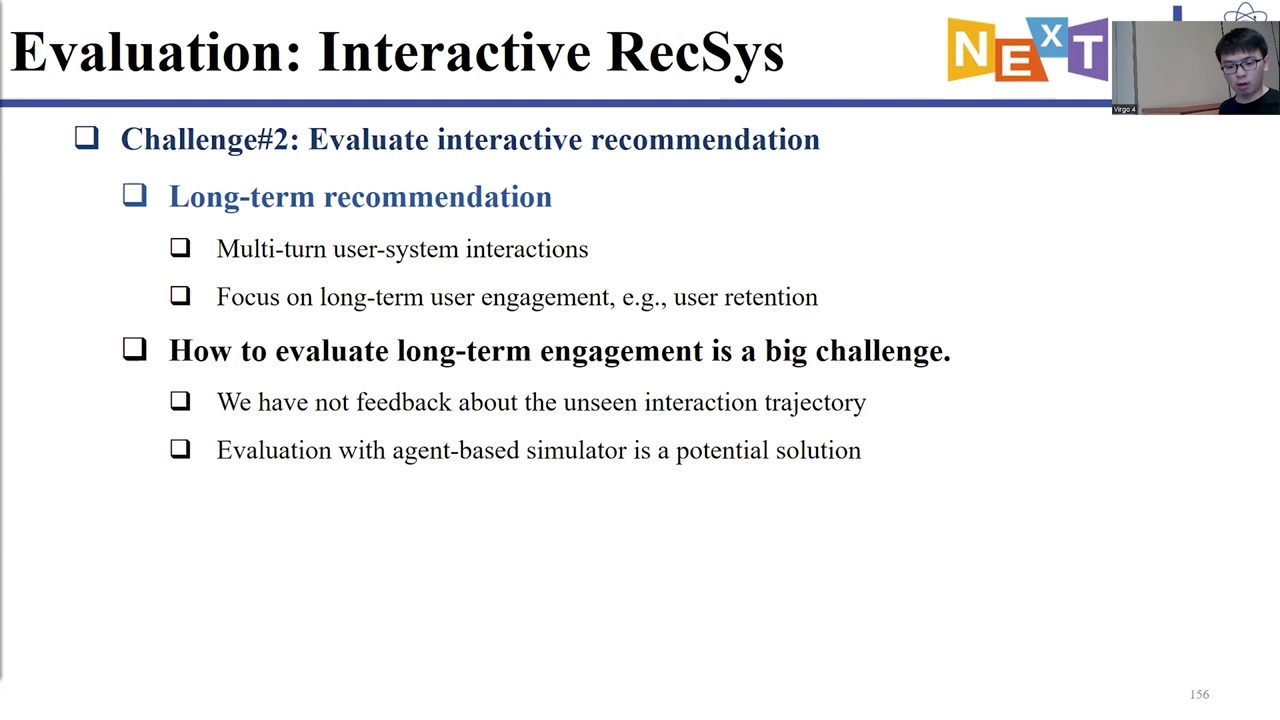 Evaluation: Interactive RecSys
NExT
Virgo 4
Challenge#2: Evaluate interactive recommendation
Long-term recommendation
Multi-turn user-system interactions
Focus on long-term user engagement, e.g., user retention
How to evaluate long-term engagement is a big challenge.
We have not feedback about the unseen interaction trajectory
Evaluation with agent-based simulator is a potential solution
156